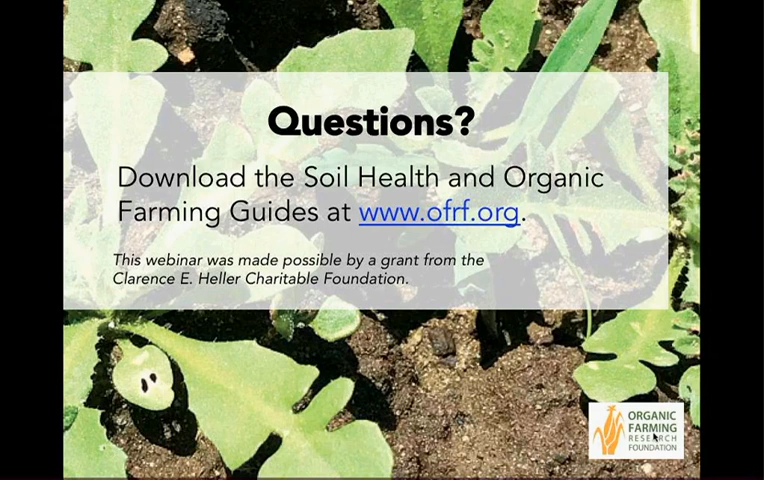 Questions?
Download the Soil Health and Organic
Farming Guides at www.ofrf.org.
This webinar was made possible by a grant from the
Clarence E. Heller Charitable Foundation.
ORGANIC
FARMING
RESEARCH
FOUNDATION